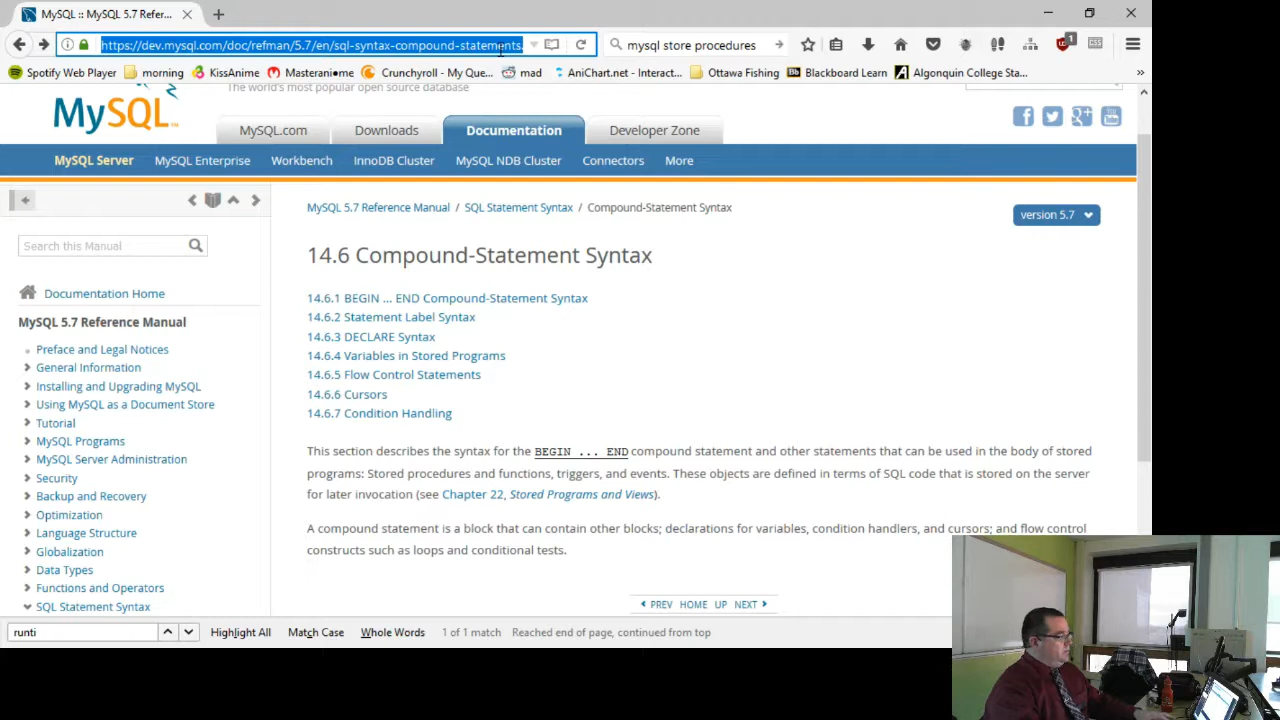 MySQL :: MySQL 5.7 Refer...
https://dev.mysql.com/doc/refman/5.7/en/sql-syntax-compound-statements.
mysql store procedures
1
Spotify Web Player
morning
KissAnime
Masterani●me
Crunchyroll - My Que...
mad
AniChart.net - Interact...
Ottawa Fishing
Bb Blackboard Learn
A Algonquin College Sta...
The world's most popular open source database
MySQL™
MySQL.com
Downloads
Documentation
Developer Zone
MySQL Server
MySQL Enterprise
Workbench
InnoDB Cluster
MySQL NDB Cluster
Connectors
More
MySQL 5.7 Reference Manual / SQL Statement Syntax / Compound-Statement Syntax
version 5.7
Search this Manual
Documentation Home
MySQL 5.7 Reference Manual
Preface and Legal Notices
General Information
Installing and Upgrading MySQL
Using MySQL as a Document Store
Tutorial
MySQL Programs
MySQL Server Administration
Security
Backup and Recovery
Optimization
Language Structure
Globalization
Data Types
Functions and Operators
SQL Statement Syntax
14.6 Compound-Statement Syntax
14.6.1 BEGIN ... END Compound-Statement Syntax
14.6.2 Statement Label Syntax
14.6.3 DECLARE Syntax
14.6.4 Variables in Stored Programs
14.6.5 Flow Control Statements
14.6.6 Cursors
14.6.7 Condition Handling
This section describes the syntax for the BEGIN ... END compound statement and other statements that can be used in the body of stored
programs: Stored procedures and functions, triggers, and events. These objects are defined in terms of SQL code that is stored on the server
for later invocation (see Chapter 22, Stored Programs and Views).
A compound statement is a block that can contain other blocks; declarations for variables, condition handlers, and cursors; and flow control
constructs such as loops and conditional tests.
PREV HOME UP NEXT
runti
Highlight All
Match Case
Whole Words
1 of 1 match
Reached end of page, continued from top